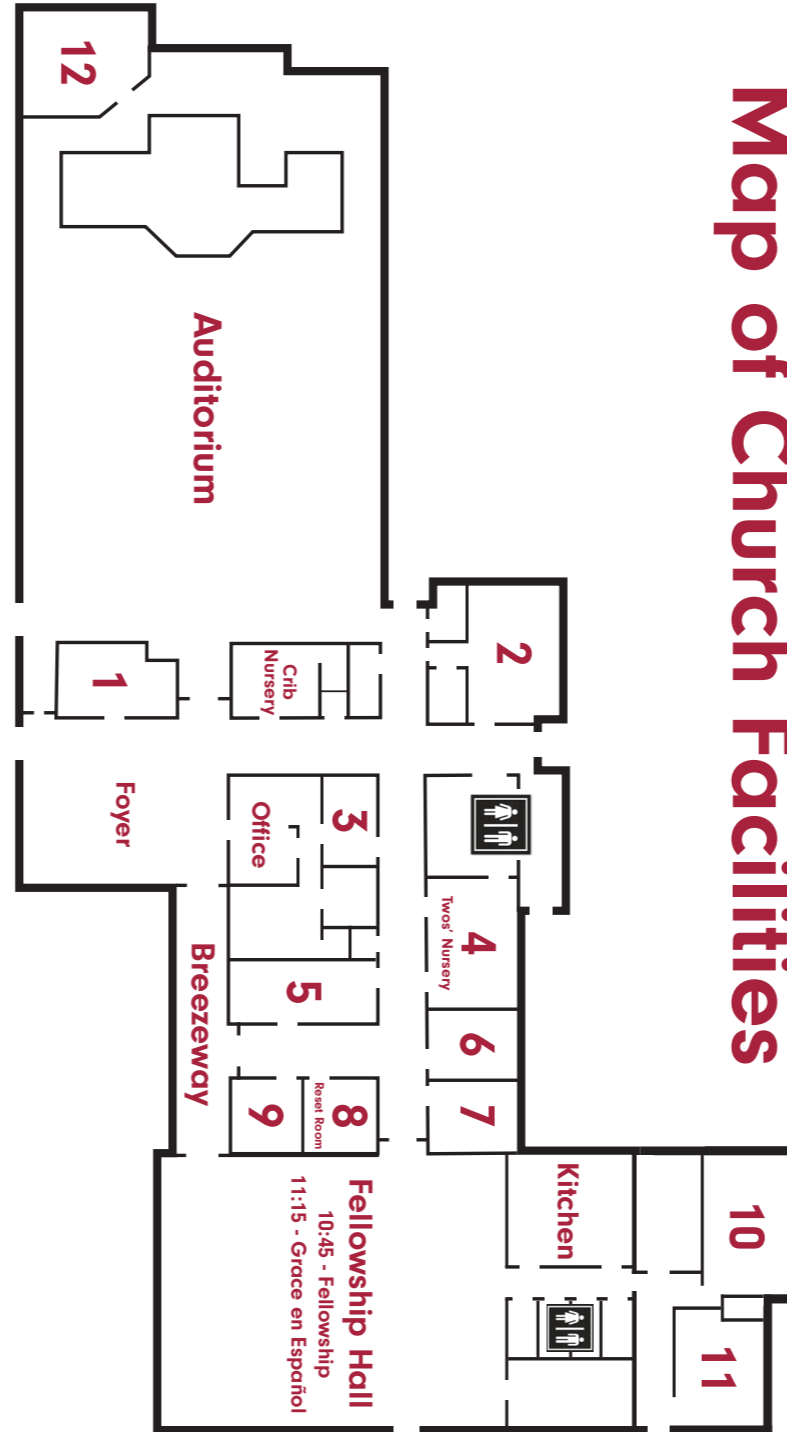 Map of Church Facilities
10
11
2
Kitchen
4
Twos' Nursery
6
7
3
8
Reset Room
Fellowship Hall
10:45 - Fellowship
11:15 - Grace en Español
Crib
Nursery
Office
5
9
Auditorium
Breezeway
1
Foyer
12